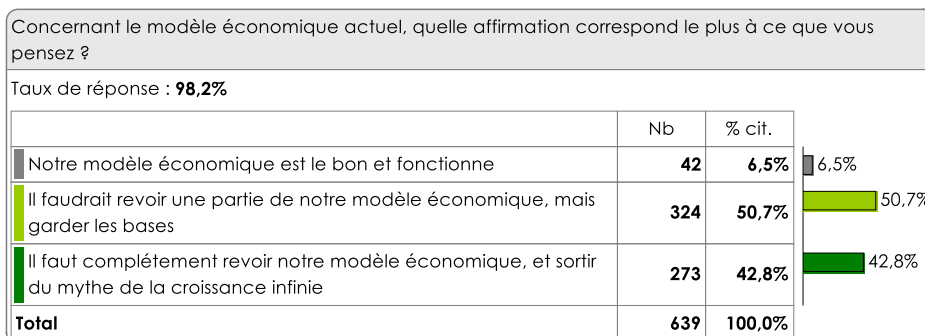 Concernant le modèle économique actuel, quelle affirmation correspond le plus à ce que vous
pensez ?
Taux de réponse : 98,2%
Nb % cit.
Notre modèle économique est le bon et fonctionne 42 6,5% 6,5%
Il faudrait revoir une partie de notre modèle économique, mais
garder les bases 324 50,7% 50,7%
Il faut complétement revoir notre modèle économique, et sortir
du mythe de la croissance infinie 273 42,8% 42,8%
Total 639 100,0%